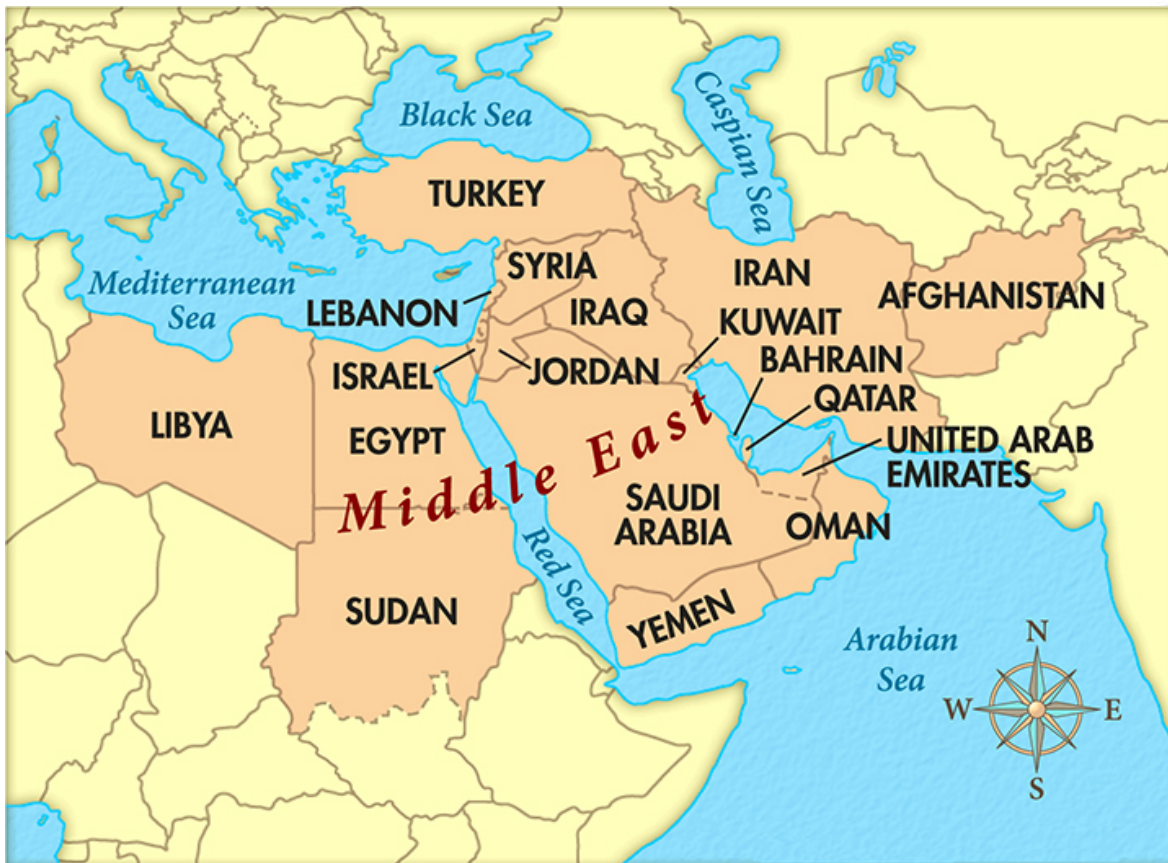 Black Sea
Caspian Sea
TURKEY
Mediterranean
Sea
SYRIA
IRAN
AFGHANISTAN
LEBANON
IRAQ
KUWAIT
BAHRAIN
ISRAEL
JORDAN
QATAR
LIBYA
EGYPT
Middle East
UNITED ARAB
EMIRATES
SAUDI
ARABIA
OMAN
Red Sea
SUDAN
YEMEN
Arabian
Sea
N
W
E
S